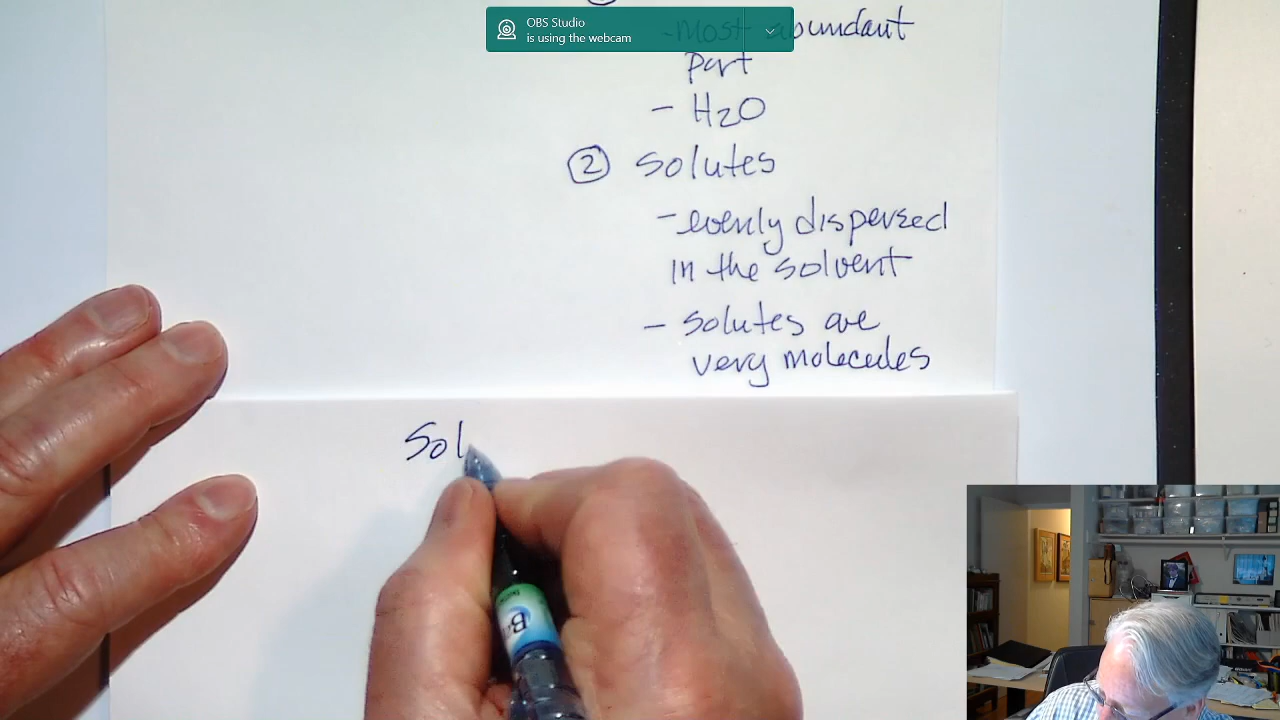 OBS Studio
is using the webcam
-most abundant
part
- H2O
② solutes
- evenly dispersed
in the solvent
- solutes are
very molecules
Sol
B